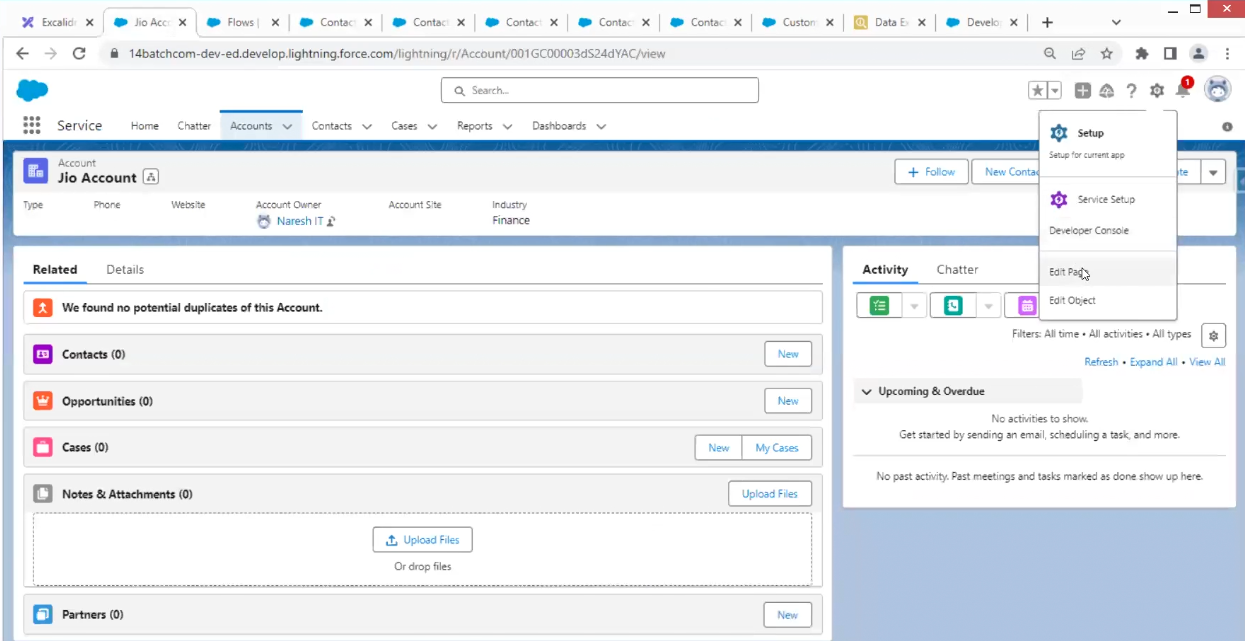 Excalid
Jio Acc
Flows |
Contac
Contac
Contac
Contac
Contac
Custom
Data Ex
Develo
14batchcom-dev-ed.develop.lightning.force.com/lightning/r/Account/001GC00003dS24dYAC/view
Search...
1
Service
Home
Chatter
Accounts
Contacts
Cases
Reports
Dashboards
Setup
Setup for current app
Service Setup
Developer Console
Edit Pag
Edit Object
Account
Jio Account
+ Follow
New Contac
te
Type
Phone
Website
Account Owner
Naresh IT
Account Site
Industry
Finance
Related
Details
We found no potential duplicates of this Account.
Contacts (0)
New
Opportunities (0)
New
Cases (0)
New
My Cases
Notes & Attachments (0)
Upload Files
Upload Files
Or drop files
Partners (0)
New
Activity
Chatter
Filters: All time • All activities • All types
Refresh • Expand All • View All
Upcoming & Overdue
No activities to show.
Get started by sending an email, scheduling a task, and more.
No past activity. Past meetings and tasks marked as done show up here.